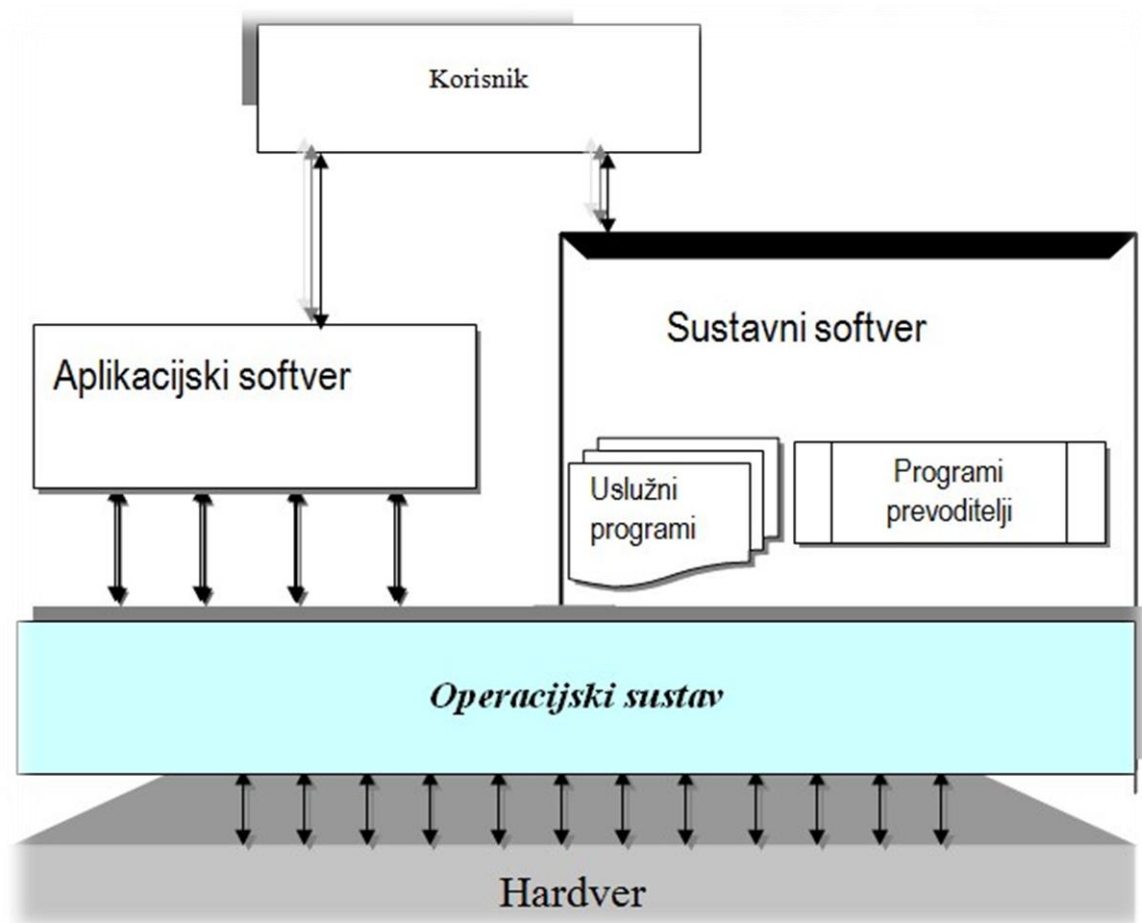 Korisnik
Aplikacijski softver
Sustavni softver
Uslužni
programi
Programi
prevoditelji
Operacijski sustav
Hardver